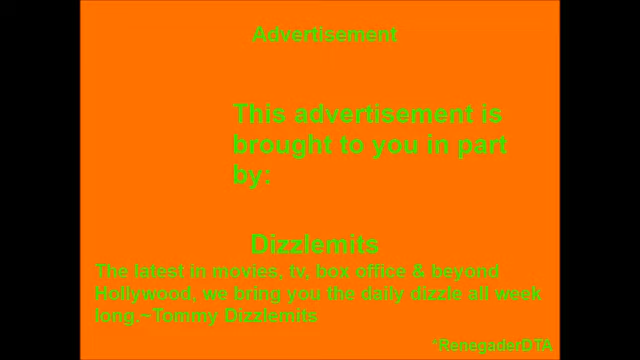 Advertisement
This advertisement is
brought to you in part
by:
Dizzlemits
The latest in movies, tv, box office & beyond
Hollywood, we bring you the daily dizzle all week
long.~Tommy Dizzlemits
*RenegaderDTA